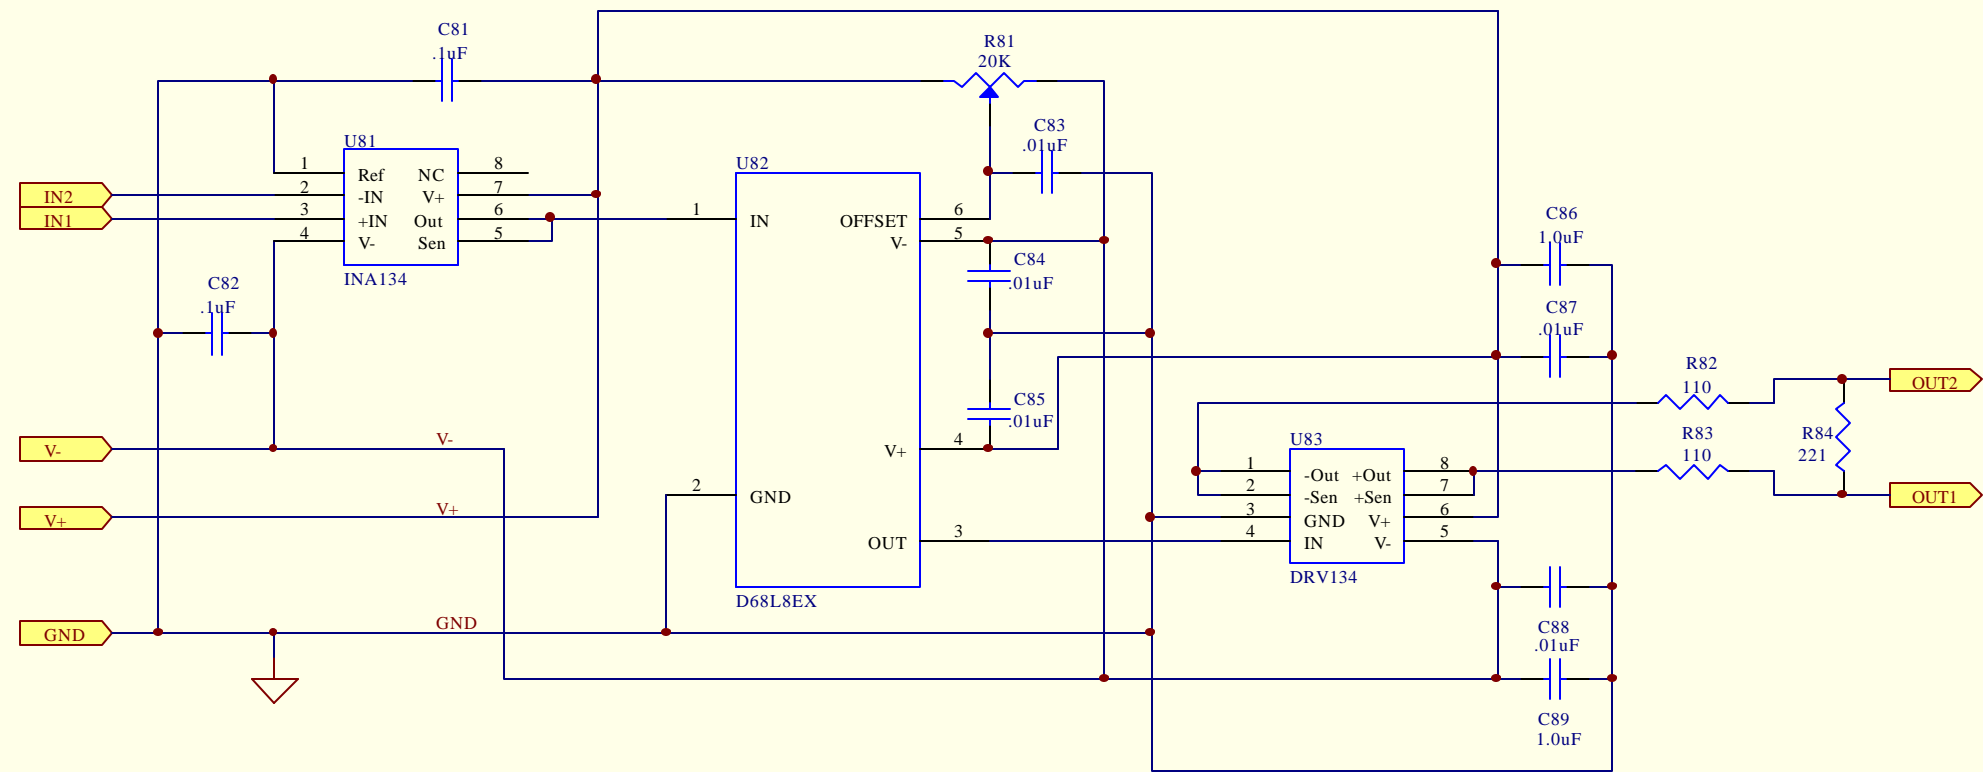 C81
.1uF
R81
20K
C83
.01uF
U81
1
2
3
4
Ref
-IN
+IN
V-
NC
V+
Out
Sen
8
7
6
5
INA134
IN2
IN1
C82
.1uF
U82
1
IN
OFFSET
6
V-
5
C84
.01uF
C85
.01uF
V+
4
2
GND
OUT
3
D68L8EX
C86
1.0uF
C87
.01uF
R82
110
R83
110
R84
221
OUT2
OUT1
U83
1
2
3
4
-Out
-Sen
GND
IN
+Out
+Sen
V+
V-
8
7
6
5
DRV134
C88
.01uF
C89
1.0uF
V-
V-
V+
V+
GND
GND